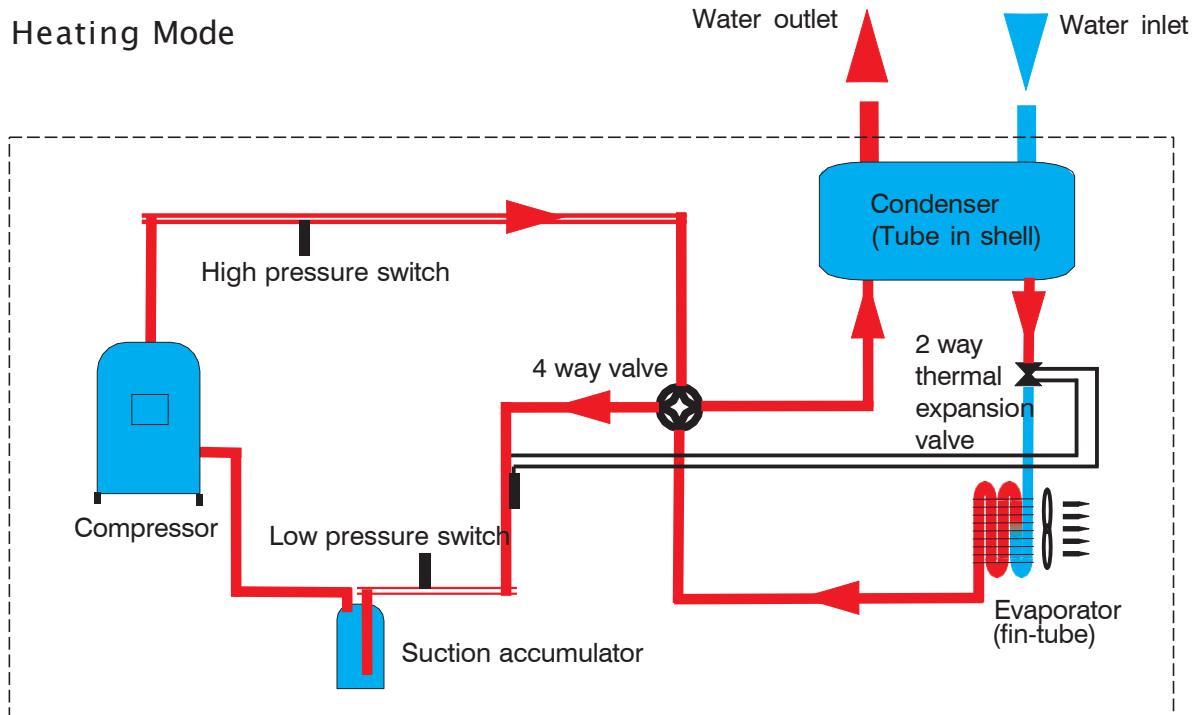 Heating Mode
Water outlet
Water inlet
Condenser
(Tube in shell)
High pressure switch
4 way valve
2 way
thermal
expansion
valve
Compressor
Low pressure switch
Evaporator
(fin-tube)
Suction accumulator